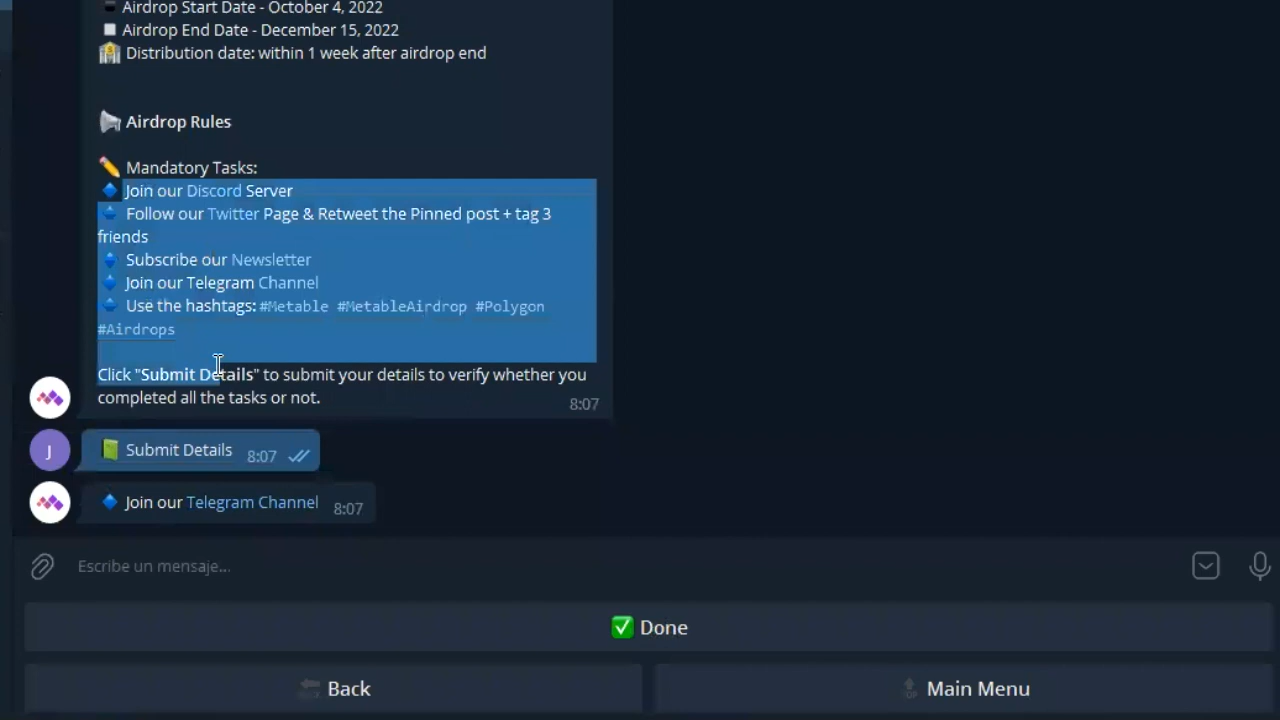 Airdrop Start Date - October 4, 2022
Airdrop End Date - December 15, 2022
Distribution date: within 1 week after airdrop end
Airdrop Rules
Mandatory Tasks:
Join our Discord Server
Follow our Twitter Page & Retweet the Pinned post + tag 3
friends
Subscribe our Newsletter
Join our Telegram Channel
Use the hashtags: #Metable #MetableAirdrop #Polygon
#Airdrops
Click "Submit Details" to submit your details to verify whether you
completed all the tasks or not.
8:07
J
Submit Details 8:07
Join our Telegram Channel 8:07
Escribe un mensaje...
Done
Back
Main Menu